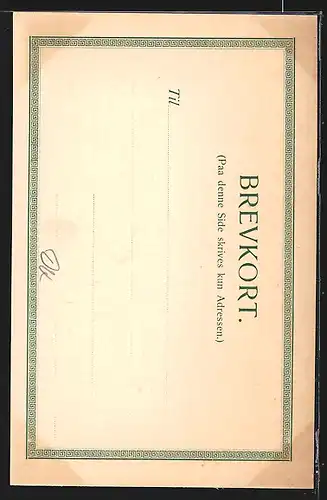 BREVKORT.
(Paa denne Side skrives kun Adressen.)
Til